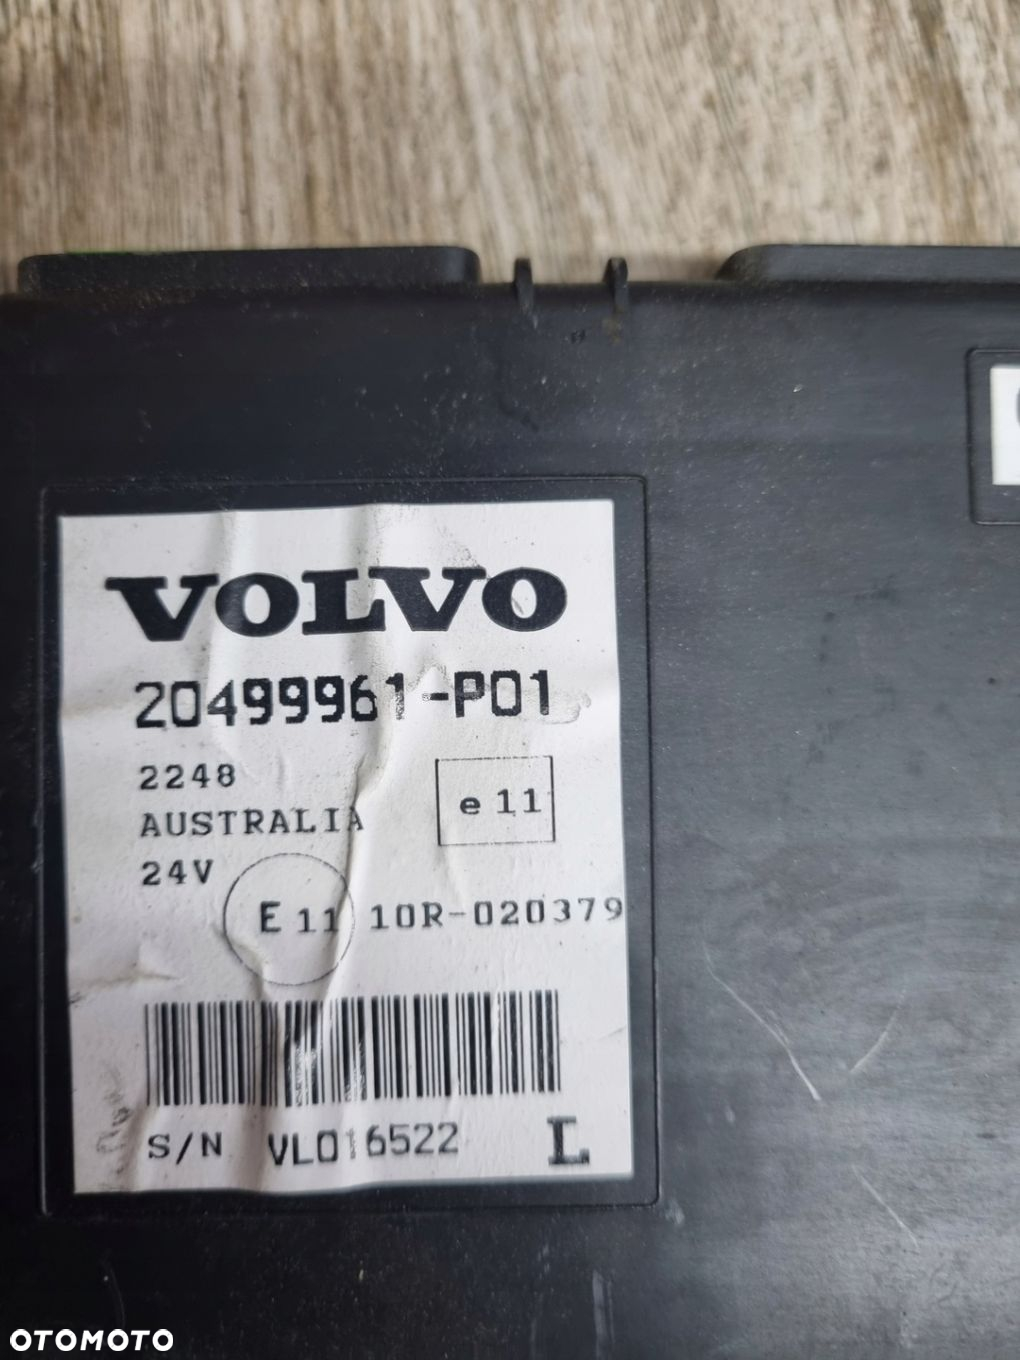 VOLVO
20499961-P01
2248
AUSTRALIA
e 11
24V
E 11 10R-020379
S/N VL016522 L
OTOMOTO